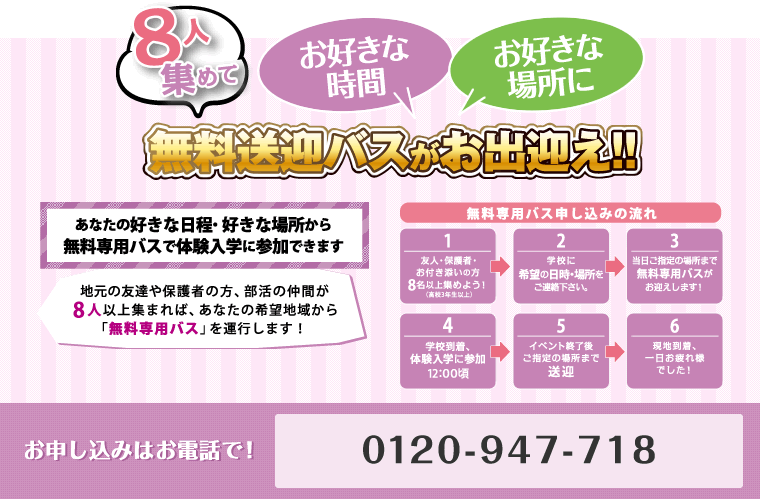 8人
集めて
お好きな
時間
お好きな
場所に
無料送迎バスがお出迎え!!
あなたの好きな日程・好きな場所から
無料専用バスで体験入学に参加できます
地元の友達や保護者の方、部活の仲間が
8人以上集まれば、あなたの希望地域から
「無料専用バス」を運行します！
無料専用バス申し込みの流れ
1
友人・保護者・
お付き添いの方
8名以上集めよう！
（高校3年生以上）
2
学校に
希望の日時・場所を
ご連絡下さい。
3
当日ご指定の場所まで
無料専用バスが
お迎えします！
4
学校到着、
体験入学に参加
12:00頃
5
イベント終了後
ご指定の場所まで
送迎
6
現地到着、
一日お疲れ様
でした！
お申し込みはお電話で！
0120-947-718